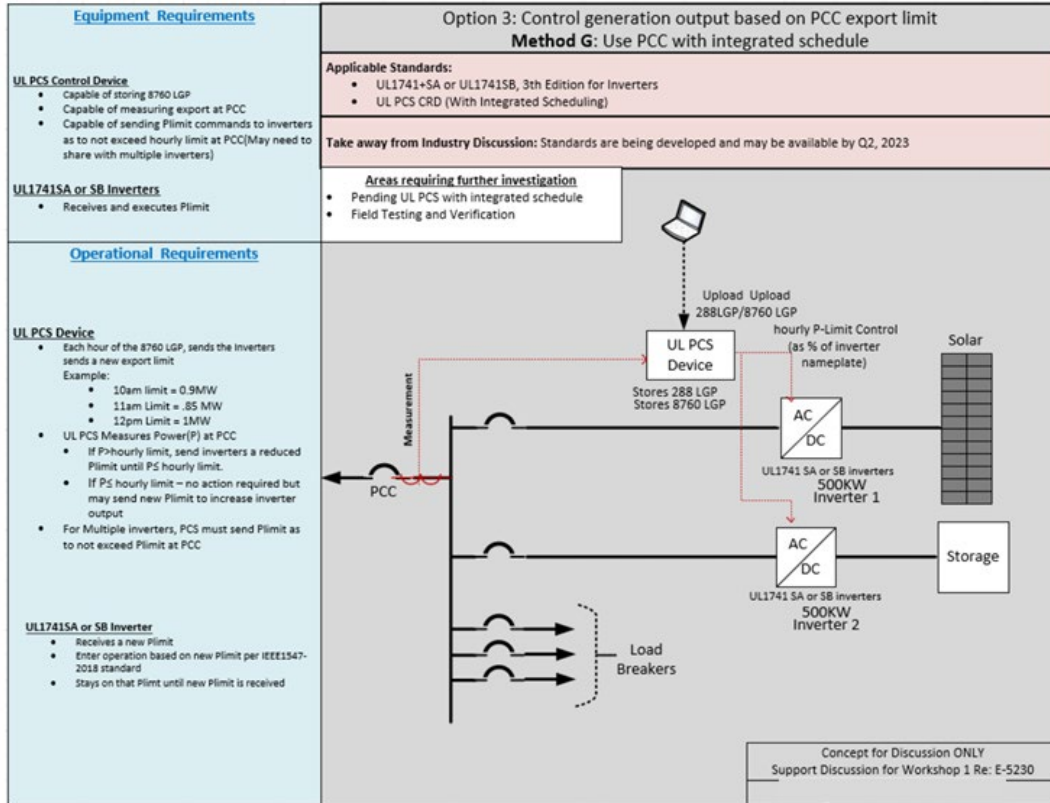 Equipment Requirements
UL PCS Control Device
• Capable of storing 8760 LGP
• Capable of measuring export at PCC
• Capable of sending Plimit commands to inverters
as to not exceed hourly limit at PCC(May need to
share with multiple inverters)
UL1741SA or SB Inverters
• Receives and executes Plimit
Operational Requirements
UL PCS Device
• Each hour of the 8760 LGP, sends the Inverters
sends a new export limit
Example:
• 10am limit = 0.9MW
• 11am Limit = .85 MW
• 12pm Limit = 1MW
• UL PCS Measures Power(P) at PCC
• If P>hourly limit, send inverters a reduced
Plimit until P≤ hourly limit.
• If P≤ hourly limit – no action required but
may send new Plimit to increase inverter
output
• For Multiple inverters, PCS must send Plimit as
to not exceed Plimit at PCC
UL1741SA or SB Inverter
• Receives a new Plimit
• Enter operation based on new Plimit per IEEE1547-
2018 standard
• Stays on that Plimt until new Plimit is received
Option 3: Control generation output based on PCC export limit
Method G: Use PCC with integrated schedule
Applicable Standards:
• UL1741+SA or UL1741SB, 3th Edition for Inverters
• UL PCS CRD (With Integrated Scheduling)
Take away from Industry Discussion: Standards are being developed and may be available by Q2, 2023
Areas requiring further investigation
• Pending UL PCS with integrated schedule
• Field Testing and Verification
Upload Upload
288LGP/8760 LGP
UL PCS
Device
Stores 288 LGP
Stores 8760 LGP
hourly P-Limit Control
(as % of inverter
nameplate)
Solar
Measurement
AC
DC
UL1741 SA or SB inverters
500KW
Inverter 1
PCC
AC
DC
UL1741 SA or SB inverters
500KW
Inverter 2
Storage
Load
Breakers
Concept for Discussion ONLY
Support Discussion for Workshop 1 Re: E-5230